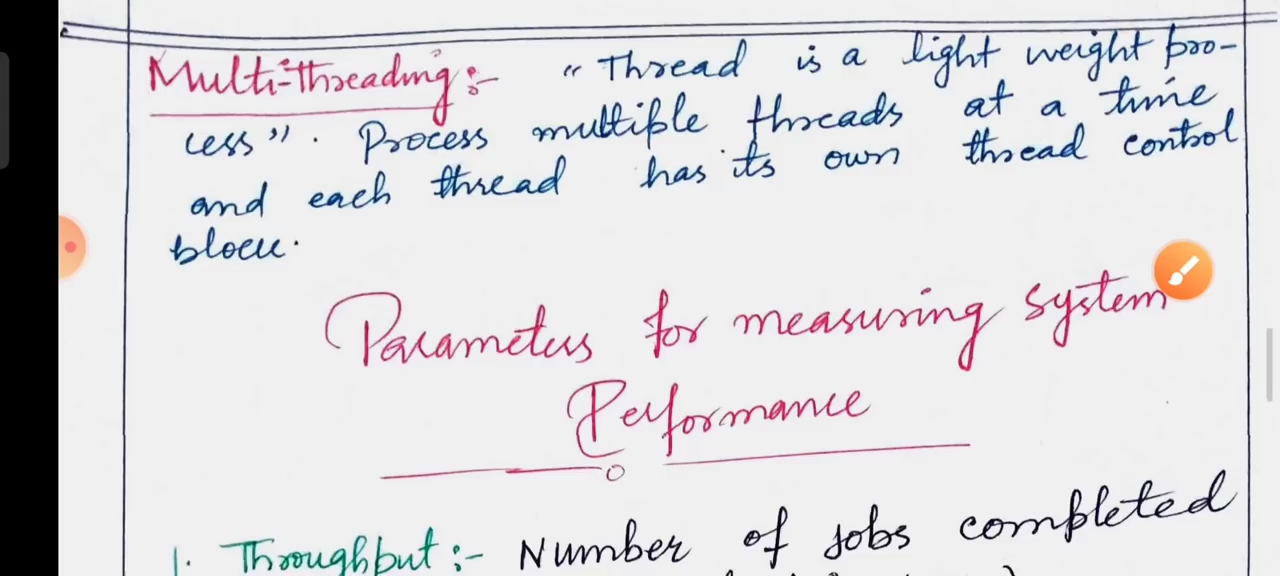 Multi-threading:- "Thread is a light weight pro-
cess". Process multiple threads at a time
and each thread has its own thread control
block.
Parameters for measuring system
Performance
1. Throughput:- Number of jobs completed